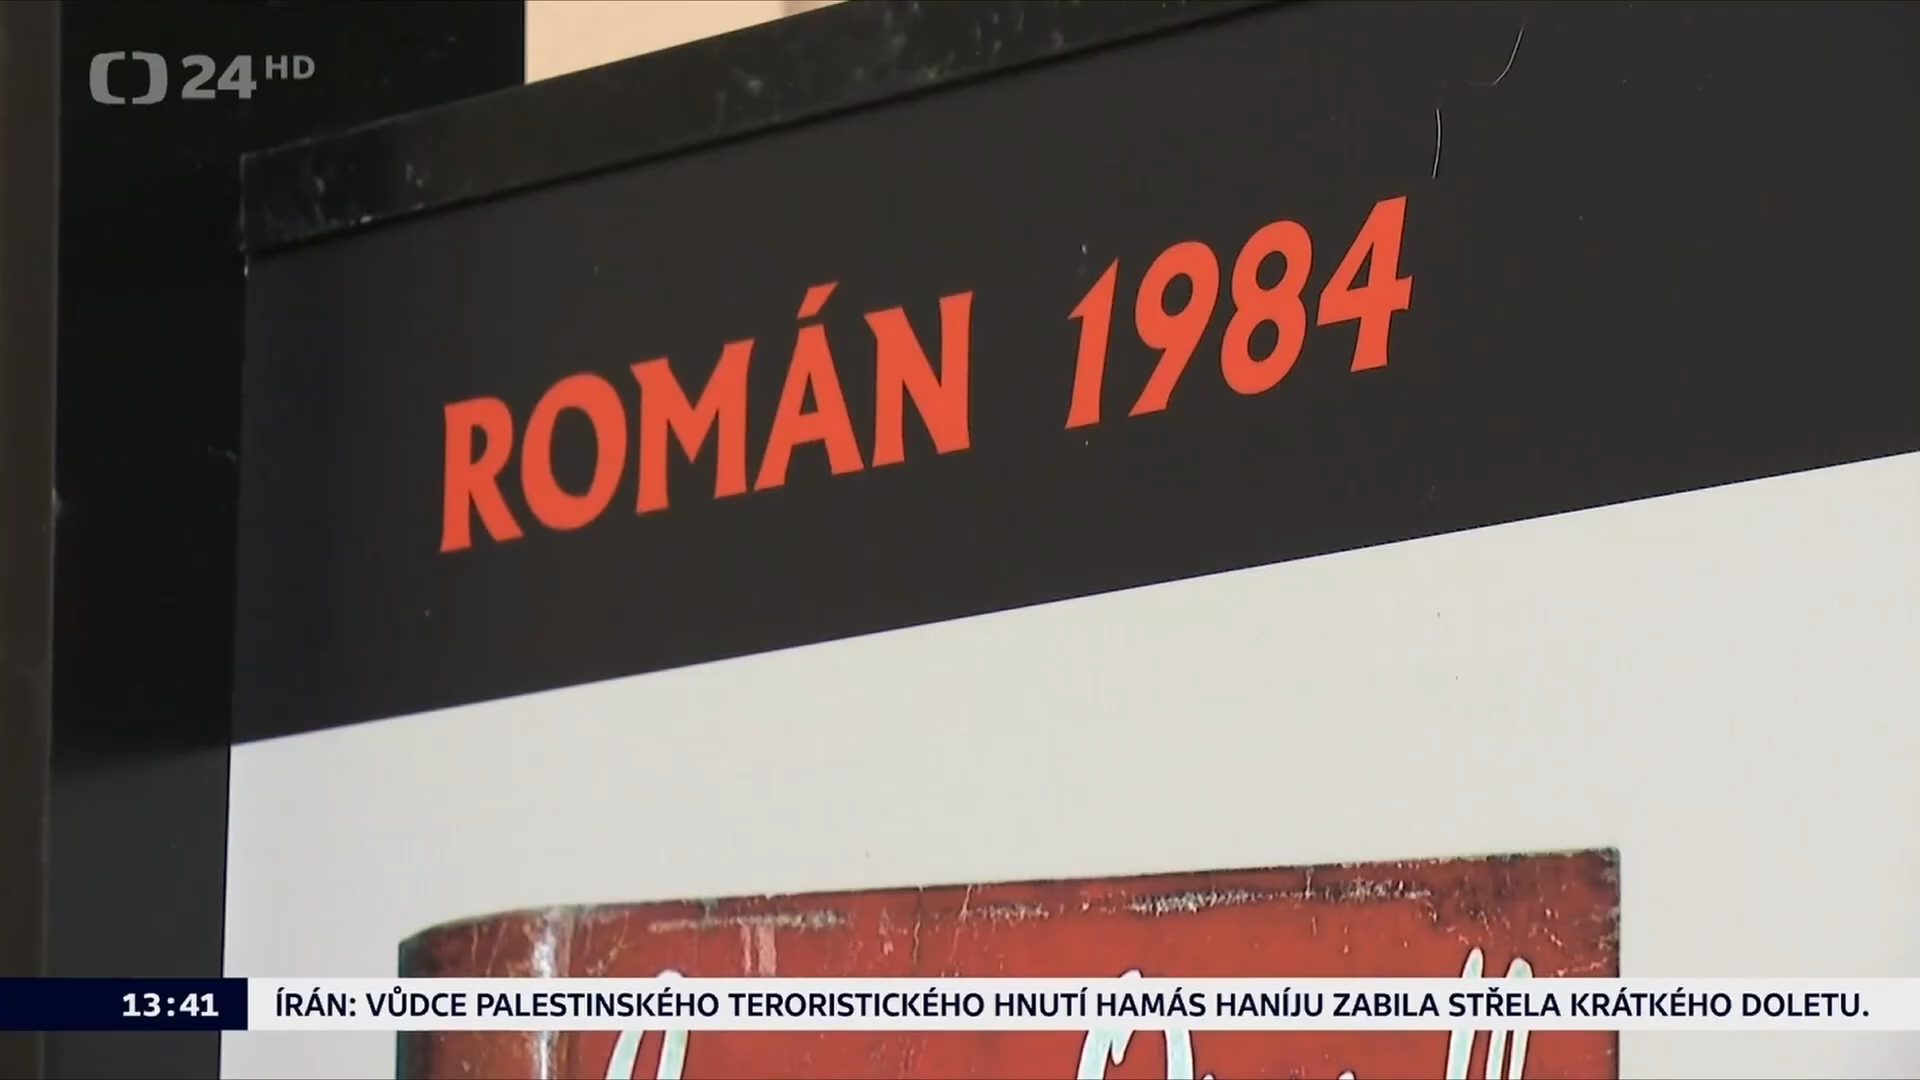 24 HD
ROMÁN 1984
13:41
ÍRÁN: VŮDCE PALESTINSKÉHO TERORISTICKÉHO HNUTÍ HAMÁS HANÍJU ZABILA STŘELA KRÁTKÉHO DOLETU.